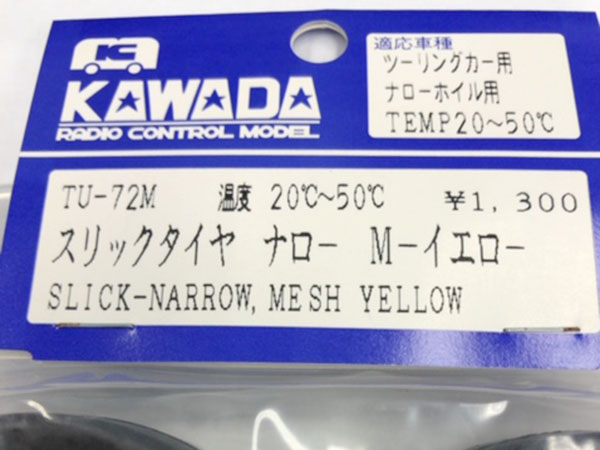 KAWADA
RADIO CONTROL MODEL
適応車種
ツーリングカー用
ナローホイル用
TEMP20~50℃
TU-72M 温度 20℃~50℃ ¥1,300
スリックタイヤ ナロー M-イエロー
SLICK-NARROW, MESH YELLOW